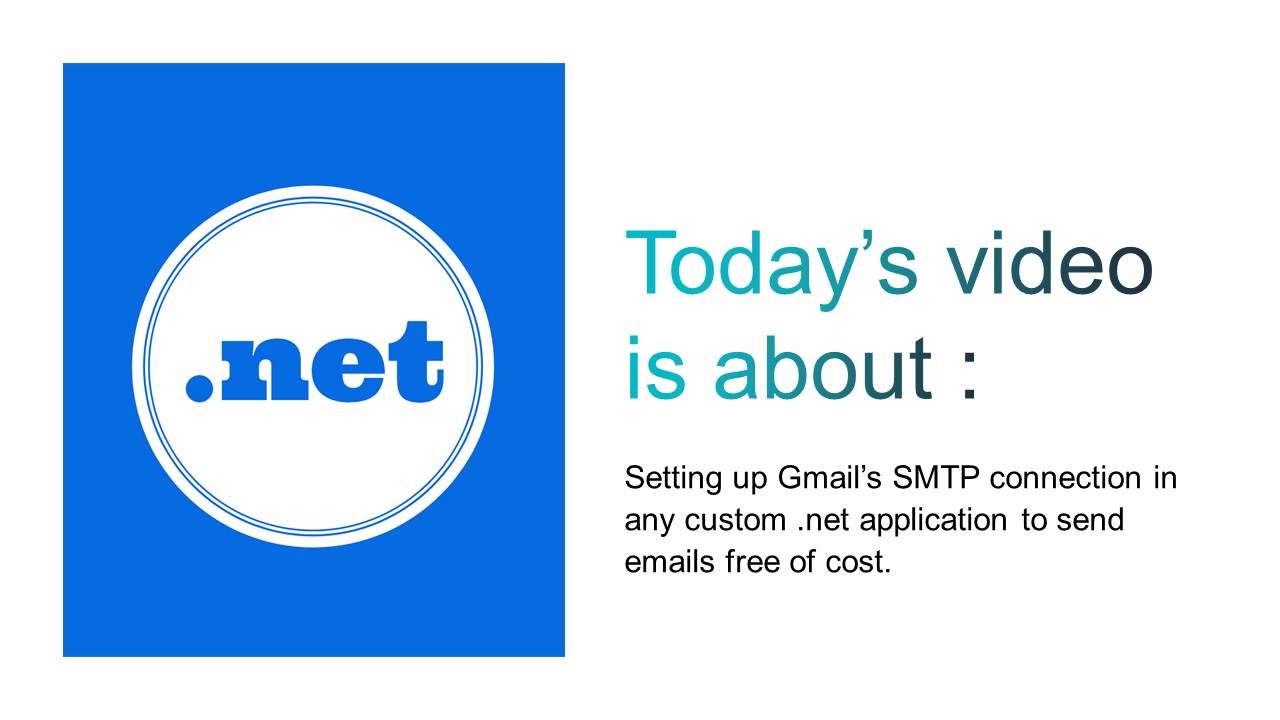 .net
Today’s video
is about :
Setting up Gmail’s SMTP connection in
any custom .net application to send
emails free of cost.